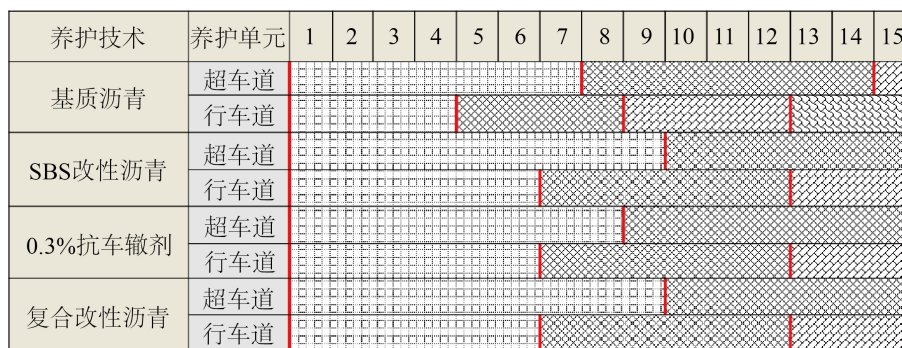 养护技术 养护单元 1 2 3 4 5 6 7 8 9 10 11 12 13 14 15
基质沥青 超车道
行车道
SBS改性沥青 超车道
行车道
0.3%抗车辙剂 超车道
行车道
复合改性沥青 超车道
行车道